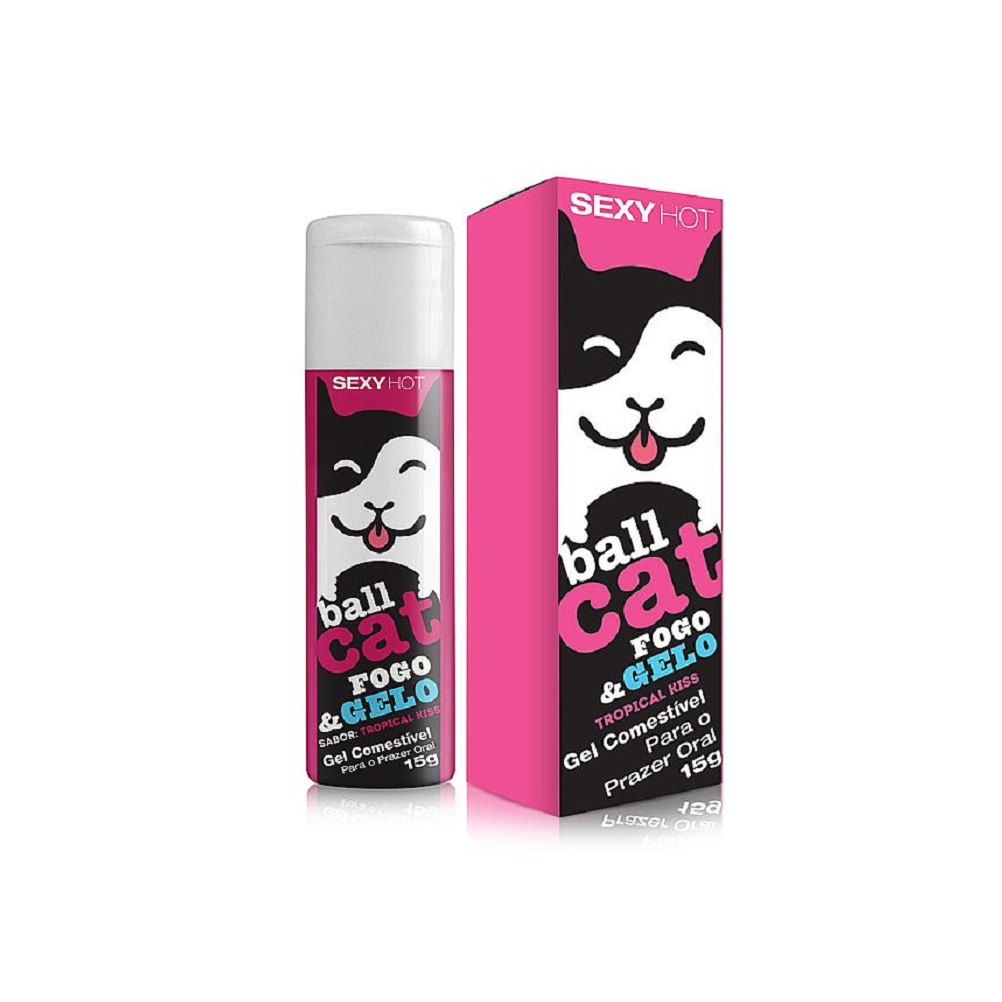 SEXY HOT
ball
cat
FOGO
& GELO
SABOR: TROPICAL KISS
Gel Comestível
Para o Prazer Oral
15g
SEXY HOT
ball
cat
FOGO
& GELO
TROPICAL KISS
Gel Comestível
Para o
Prazer Oral
15g